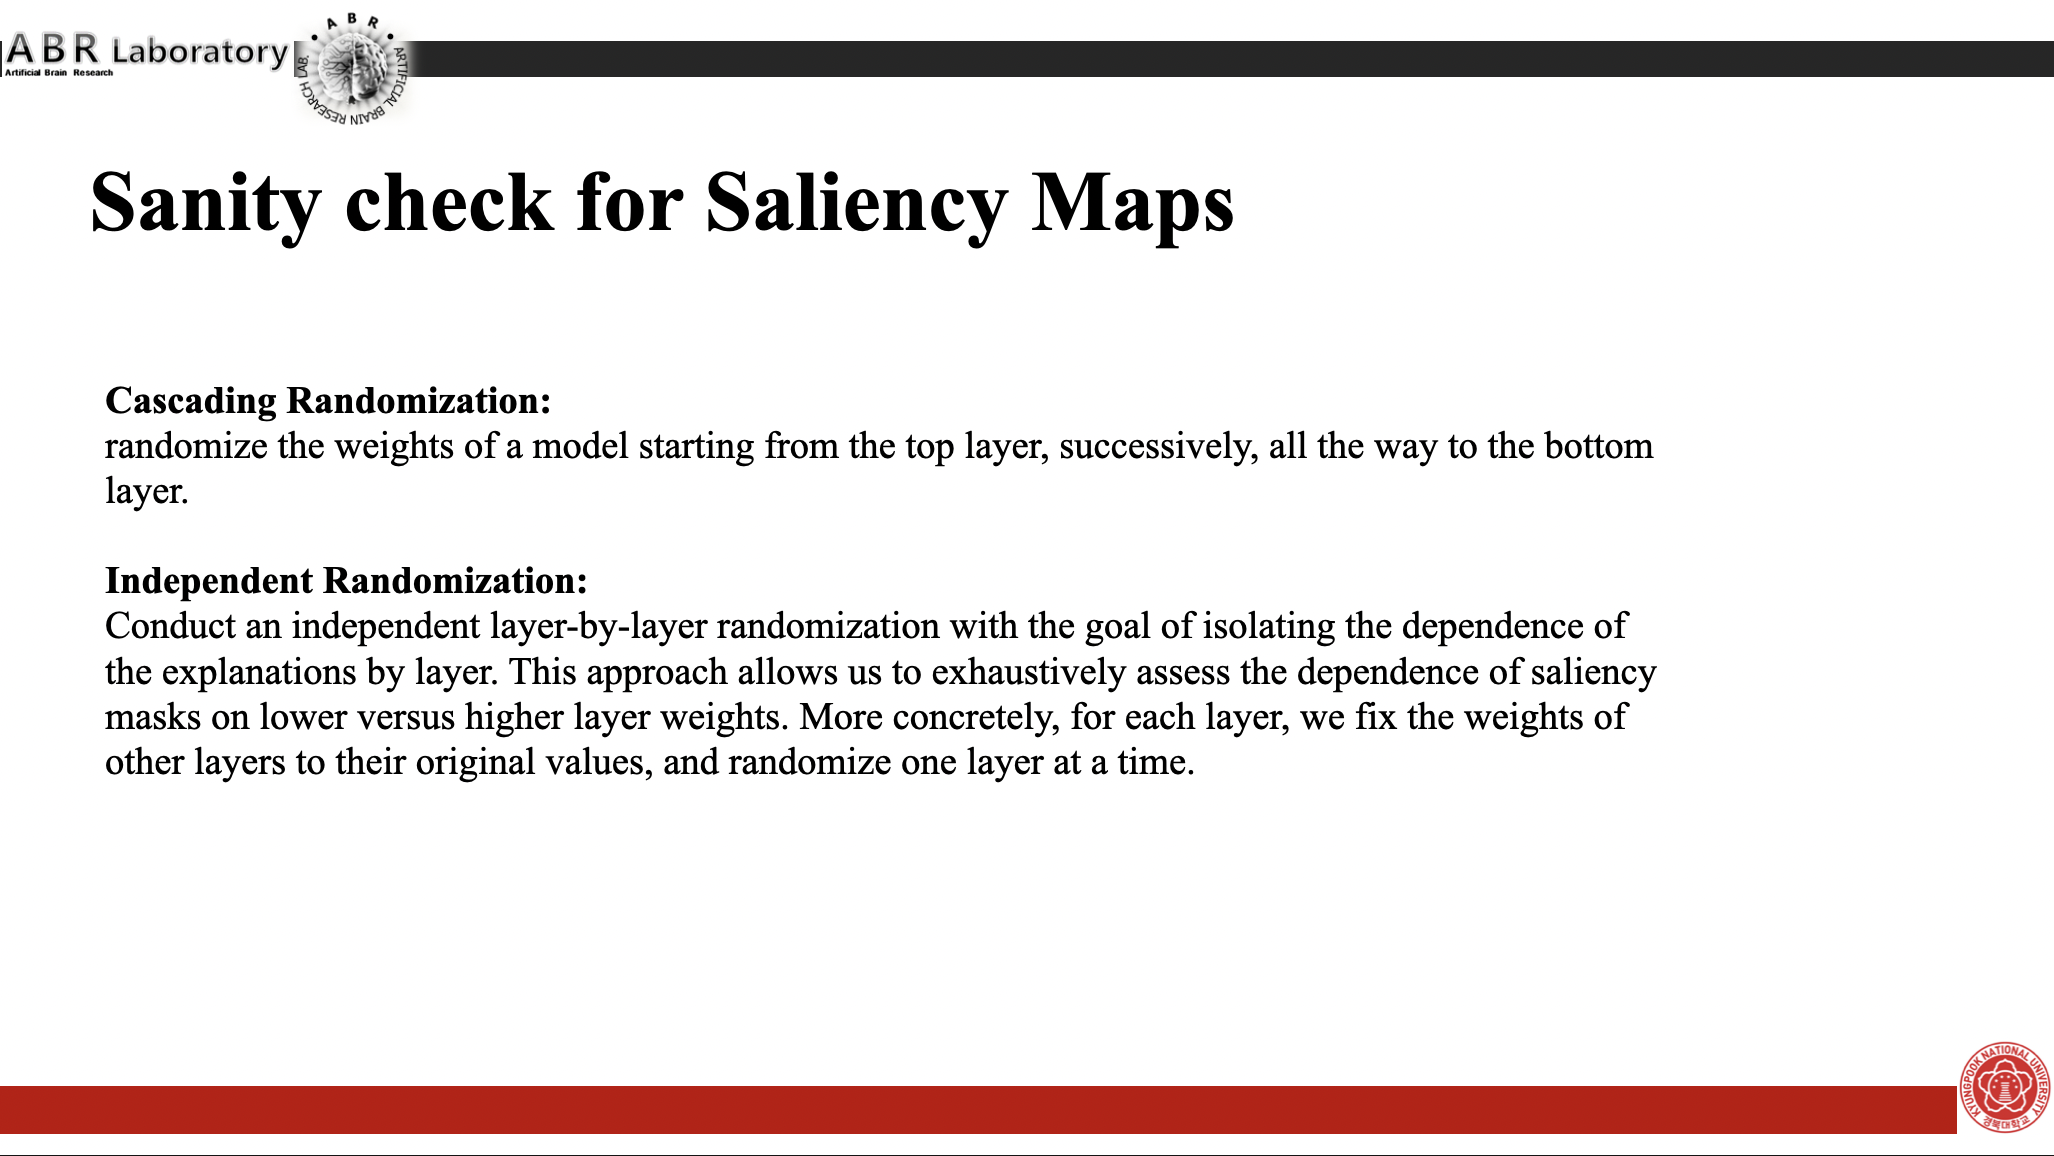 ABR Laboratory
Artificial Brain Research
A B R
ARTIFICIAL BRAIN RESEARCH LAB.
Sanity check for Saliency Maps
Cascading Randomization:
randomize the weights of a model starting from the top layer, successively, all the way to the bottom
layer.
Independent Randomization:
Conduct an independent layer-by-layer randomization with the goal of isolating the dependence of
the explanations by layer. This approach allows us to exhaustively assess the dependence of saliency
masks on lower versus higher layer weights. More concretely, for each layer, we fix the weights of
other layers to their original values, and randomize one layer at a time.
KYUNGPOOK NATIONAL UNIVERSITY
경북대학교